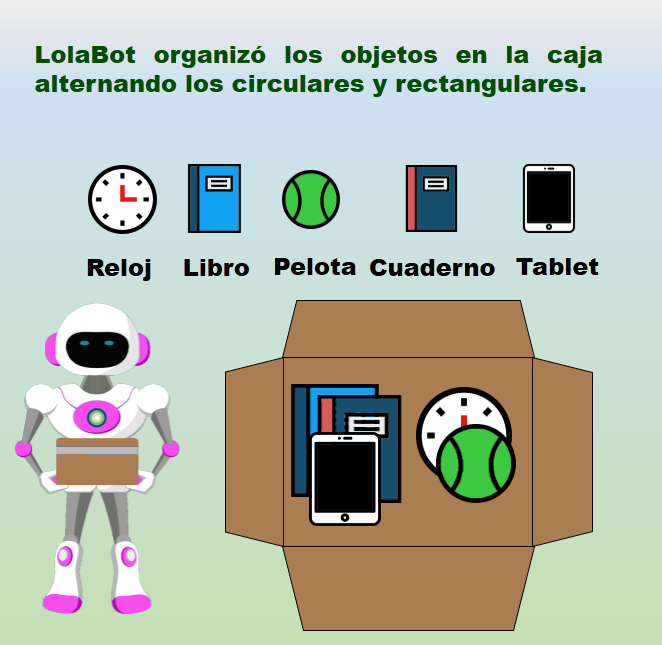 LolaBot organizó los objetos en la caja
alternando los circulares y rectangulares.
Reloj Libro Pelota Cuaderno Tablet